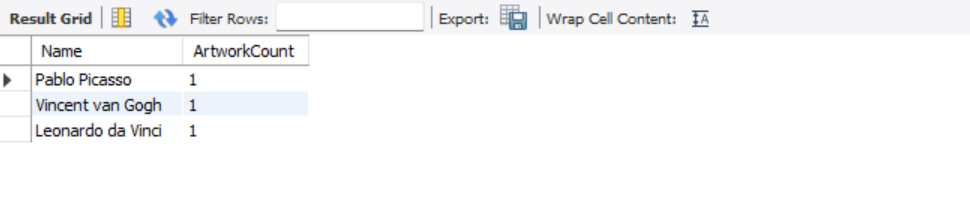 Result Grid Filter Rows: Export: Wrap Cell Content:
Name ArtworkCount
Pablo Picasso 1
Vincent van Gogh 1
Leonardo da Vinci 1